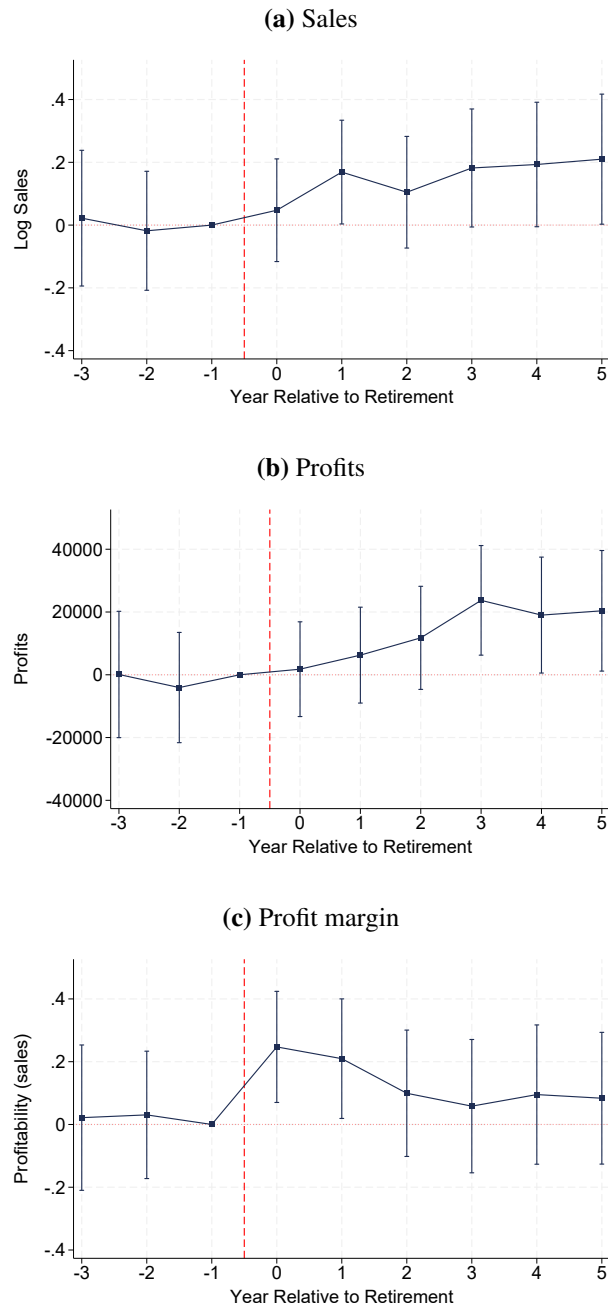 (a) Sales
.4
.2
0
-.2
-.4
Log Sales
-3 -2 -1 0 1 2 3 4 5
Year Relative to Retirement
(b) Profits
40000
20000
0
-20000
-40000
Profits
-3 -2 -1 0 1 2 3 4 5
Year Relative to Retirement
(c) Profit margin
.4
.2
0
-.2
-.4
Profitability (sales)
-3 -2 -1 0 1 2 3 4 5
Year Relative to Retirement